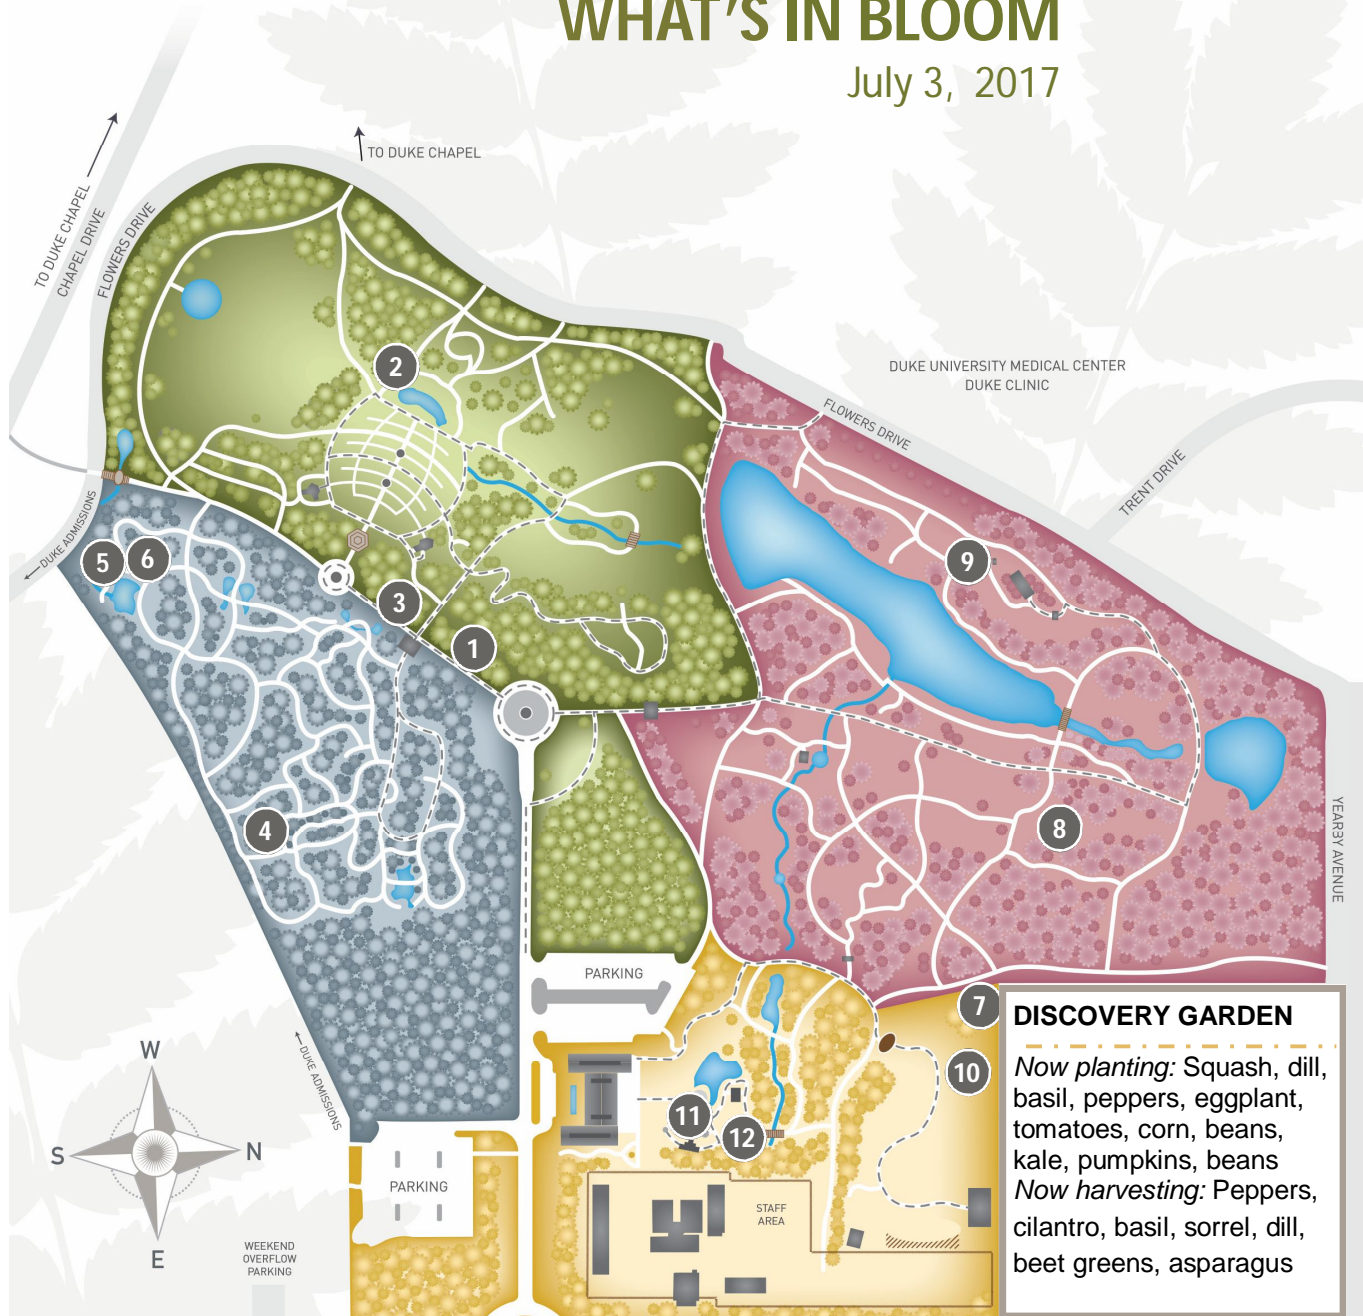 WHAT'S IN BLOOM
July 3, 2017
TO DUKE CHAPEL
TO DUKE CHAPEL
CHAPEL DRIVE
FLOWERS DRIVE
DUKE UNIVERSITY MEDICAL CENTER
DUKE CLINIC
FLOWERS DRIVE
TRENT DRIVE
2
DUKE ADMISSIONS
5
6
9
3
1
4
8
YEARBY AVENUE
PARKING
7
10
11
12
DUKE ADMISSIONS
W
S
N
E
PARKING
STAFF
AREA
WEEKEND
OVERFLOW
PARKING
DISCOVERY GARDEN
Now planting: Squash, dill,
basil, peppers, eggplant,
tomatoes, corn, beans,
kale, pumpkins, beans
Now harvesting: Peppers,
cilantro, basil, sorrel, dill,
beet greens, asparagus